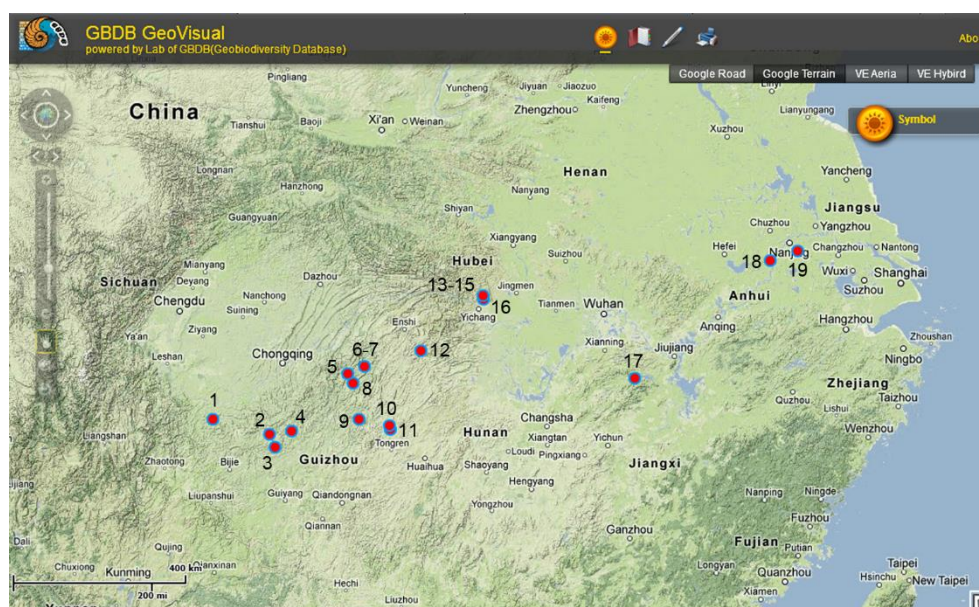 GBDB GeoVisual
powered by Lab of GBDB(Geobiodiversity Database)
Abo
Google Road
Google Terrain
VE Aeria
VE Hybird
Symbol
Pingliang
Yuncheng
Jiyuan
Jiaozuo
Kaifeng
Linyi
China
Zhengzhou
Lianyungang
Tianshui
Baoji
Xi'an
Weinan
Xuzhou
Longnan
Henan
Yancheng
Hanzhong
Nanyang
Jiangsu
Guangyuan
Shiyan
Chuzhou
Yangzhou
Xiangyang
Hefei
Nanjing
Changzhou
Nantong
Mianyang
Hubei
Suizhou
18
19
Wuxi
Shanghai
Sichuan
Deyang
Dazhou
13-15
Jingmen
Suzhou
Chengdu
Nanchong
Suining
16
Tianmen
Wuhan
Anhui
Ziyang
Enshi
Yichang
Anqing
Hangzhou
Ya'an
Leshan
Chongqing
6-7
12
Xianning
Jiujiang
Zhoushan
Ningbo
5
8
17
Zhejiang
1
Quzhou
Taizhou
2
4
9
10
11
Changsha
Lishui
Liangshan
3
Tongren
Hunan
Xiangtan
Yichun
Wenzhou
Zhaotong
Bijie
Guizhou
Huaihua
Shaoyang
Loudi
Pingxiang
Jiangxi
Hengyang
Liupanshui
Guiyang
Qiandongnan
Yongzhou
Nanping
Ningde
Qiannan
Ganzhou
Fuzhou
Dali
Qujing
Fujian
Putian
Chuxiong
Kunming
400 km
Longyan
Quanzhou
Taipei
Hechi
Hsinchu
New Taipei
200 mi
Liuzhou
Xiamen